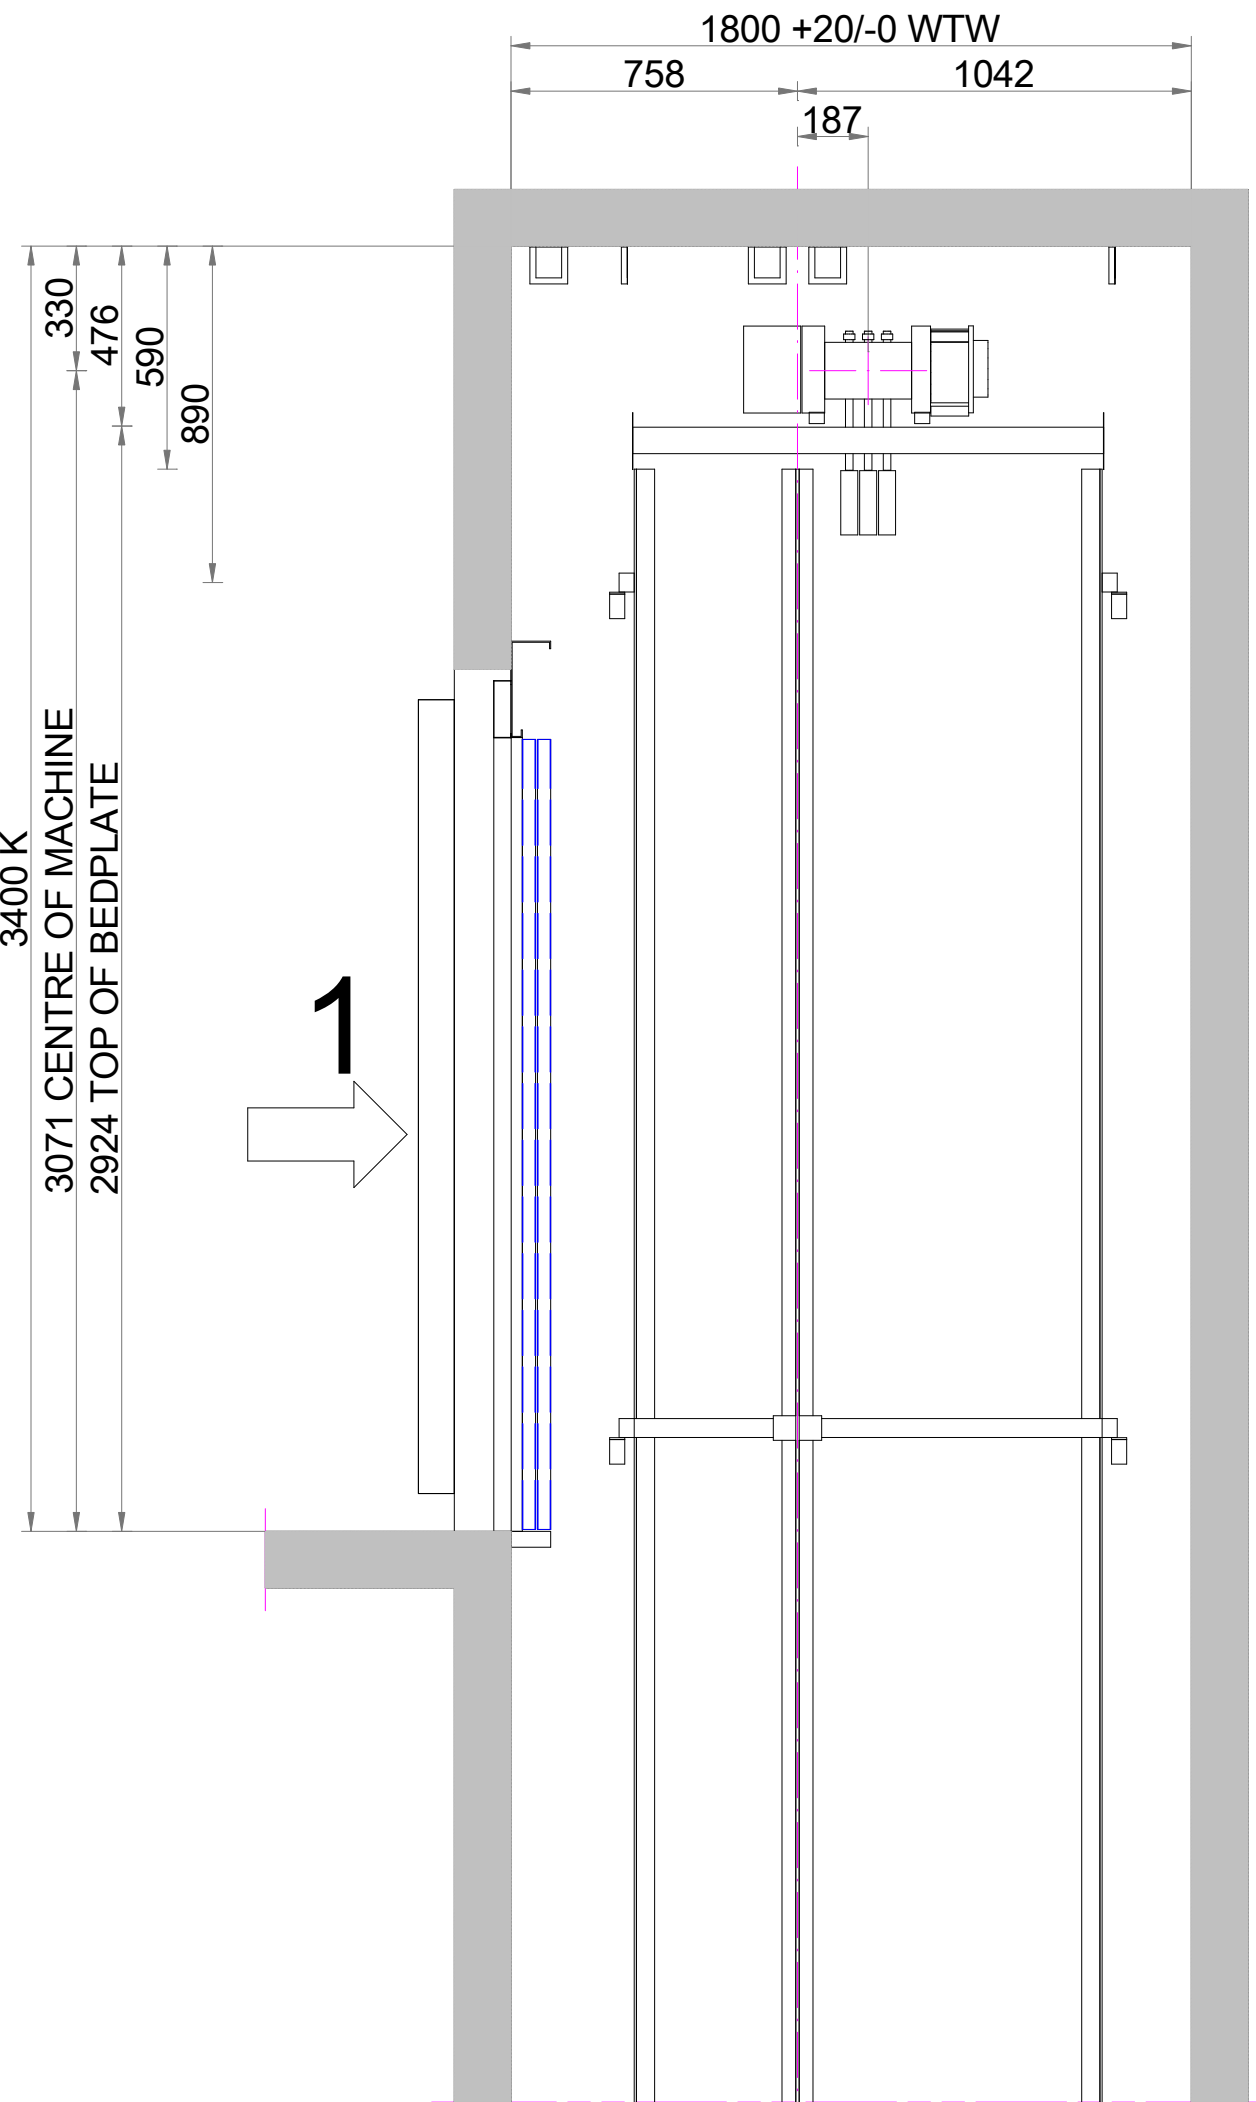 1800 +20/-0 WTW
758
1042
187
330
476
590
890
3400 K
3071 CENTRE OF MACHINE
2924 TOP OF BEDPLATE
1